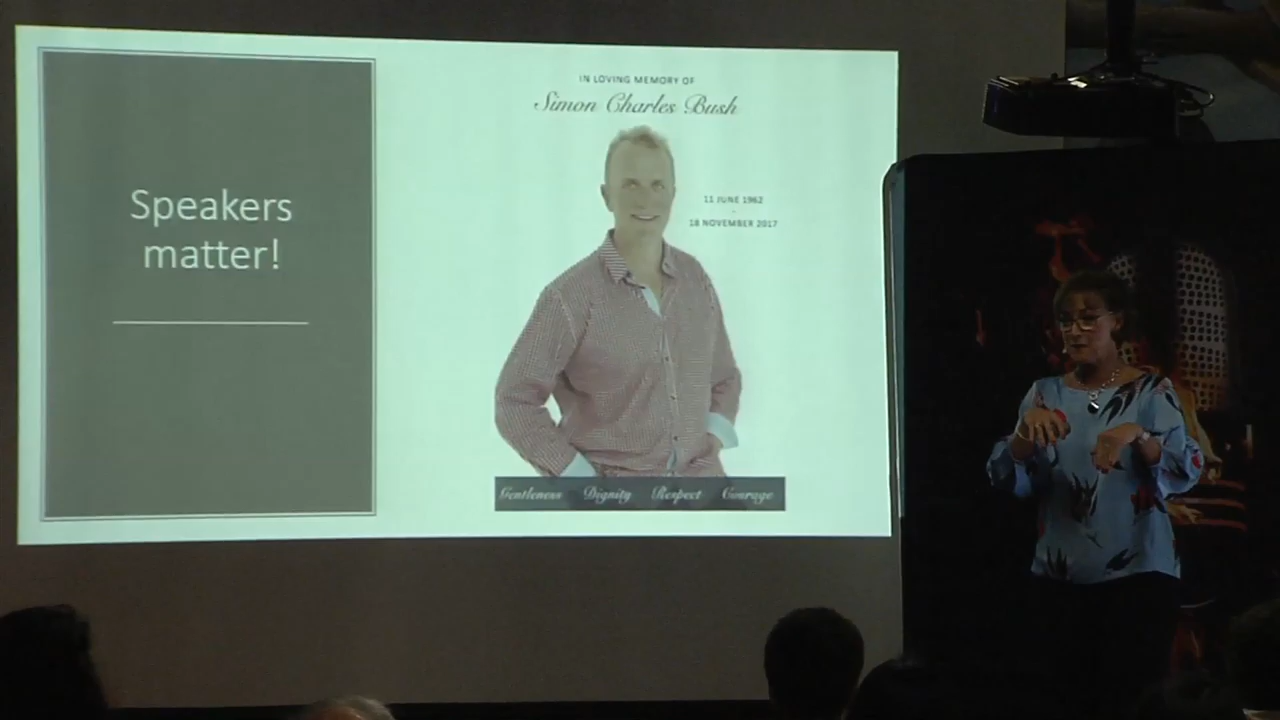 Speakers
matter!
IN LOVING MEMORY OF
Simon Charles Bush
11 JUNE 1962
-
18 NOVEMBER 2017
Gentleness Dignity Respect Courage